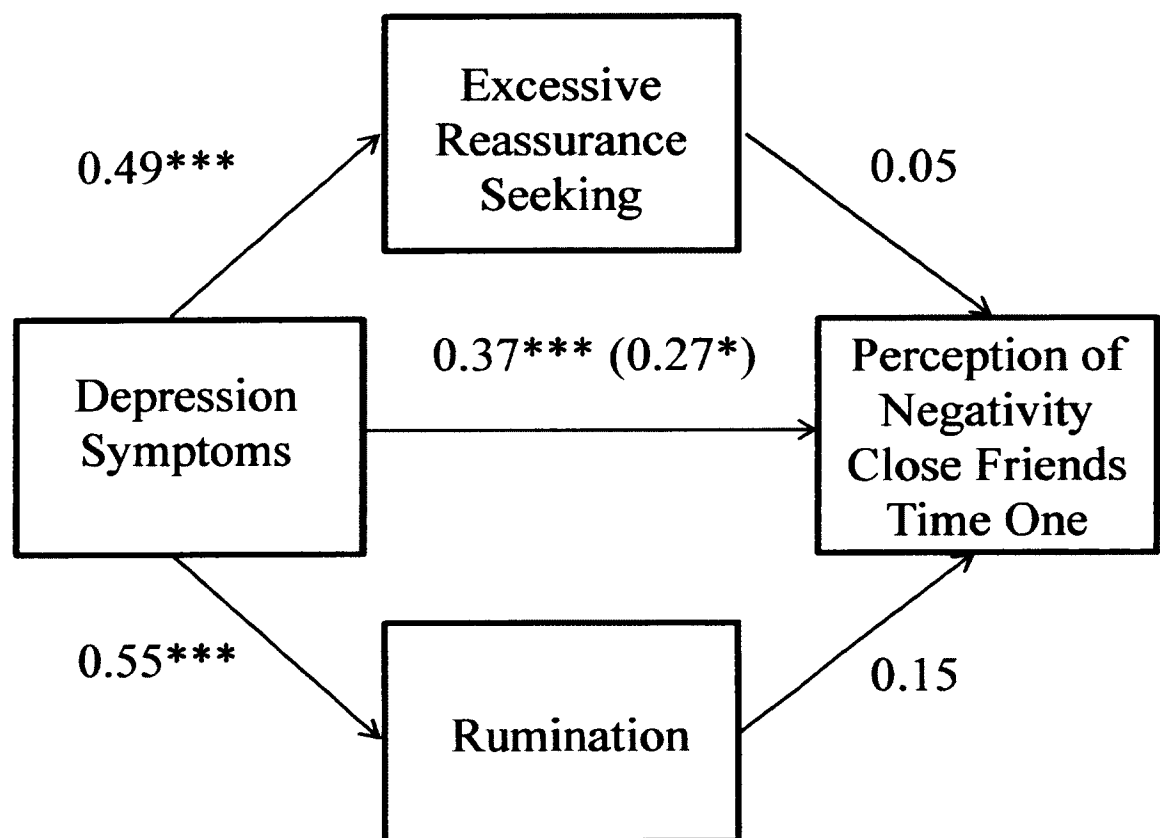 Excessive
Reassurance
Seeking
0.49***
0.05
Depression
Symptoms
0.37*** (0.27*)
Perception of
Negativity
Close Friends
Time One
0.55***
0.15
Rumination